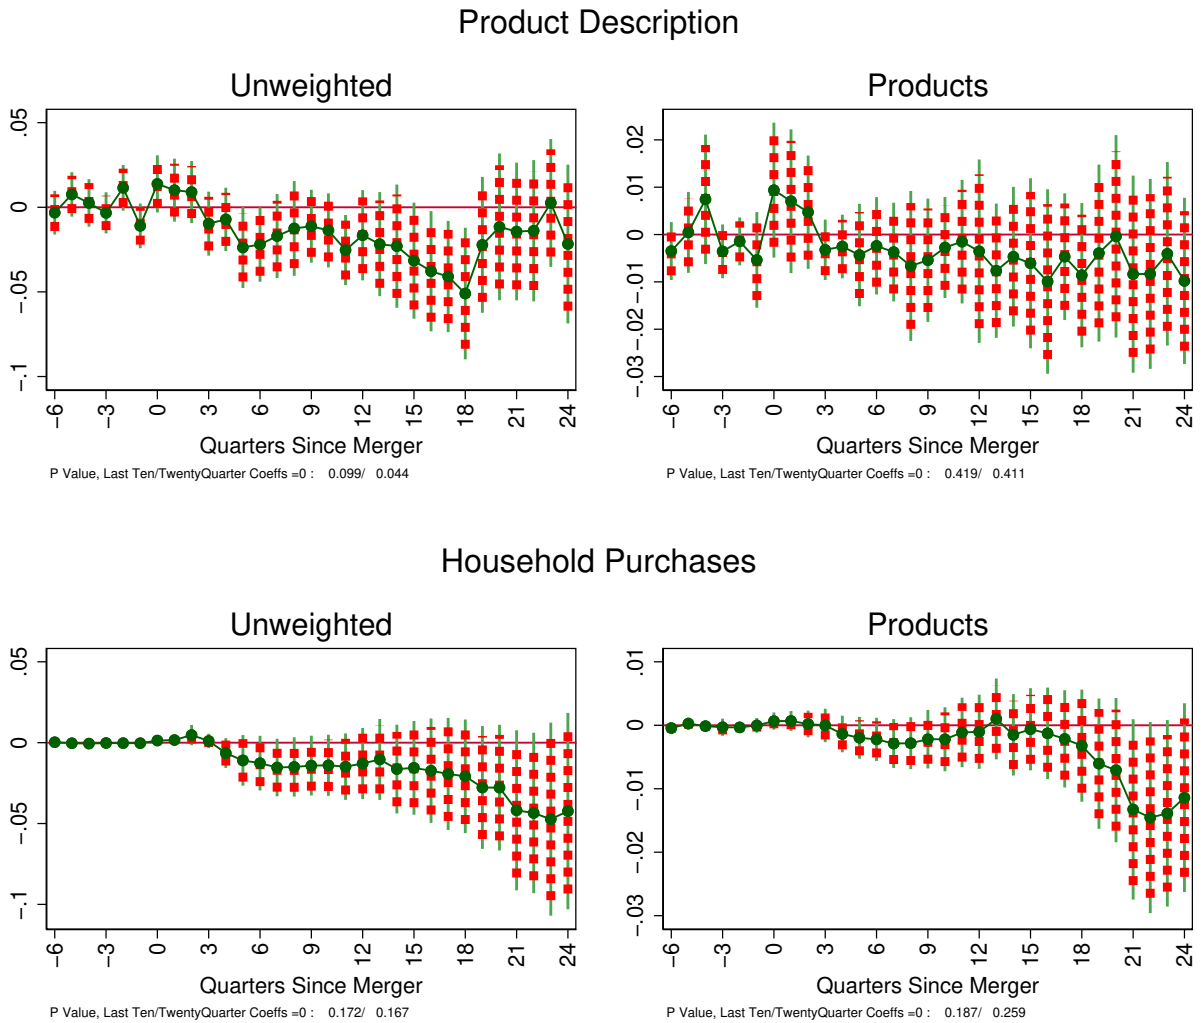 Product Description
Unweighted
Products
.05
0
−.05
−.1
−6 −3 0 3 6 9 12 15 18 21 24
Quarters Since Merger
P Value, Last Ten/TwentyQuarter Coeffs =0 : 0.099/ 0.044
.02
.01
0
−.01
−.02
−.03
−6 −3 0 3 6 9 12 15 18 21 24
Quarters Since Merger
P Value, Last Ten/TwentyQuarter Coeffs =0 : 0.419/ 0.411
Household Purchases
Unweighted
Products
.05
0
−.05
−.1
−6 −3 0 3 6 9 12 15 18 21 24
Quarters Since Merger
P Value, Last Ten/TwentyQuarter Coeffs =0 : 0.172/ 0.167
.01
0
−.01
−.02
−.03
−6 −3 0 3 6 9 12 15 18 21 24
Quarters Since Merger
P Value, Last Ten/TwentyQuarter Coeffs =0 : 0.187/ 0.259